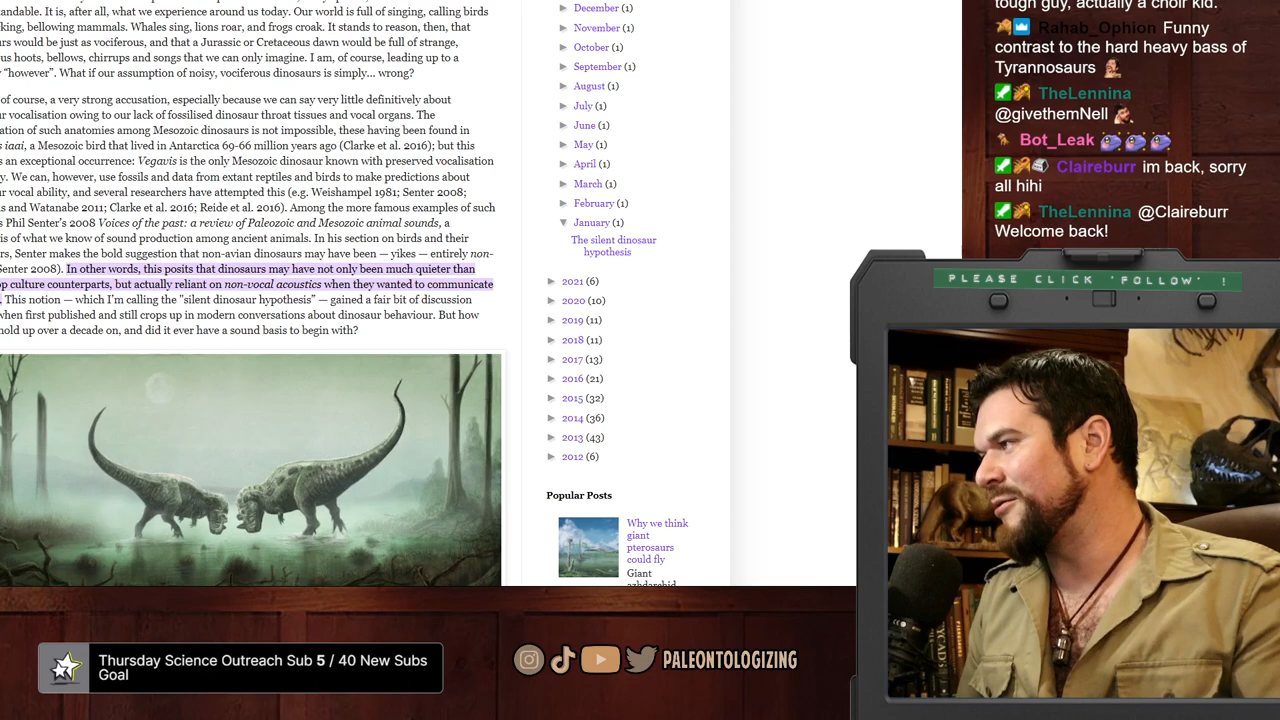 andable. It is, after all, what we experience around us today. Our world is full of singing, calling birds
king, bellowing mammals. Whales sing, lions roar, and frogs croak. It stands to reason, then, that
rs would be just as vociferous, and that a Jurassic or Cretaceous dawn would be full of strange,
us hoots, bellows, chirrups and songs that we can only imagine. I am, of course, leading up to a
"however". What if our assumption of noisy, vociferous dinosaurs is simply... wrong?
of course, a very strong accusation, especially because we can say very little definitively about
ur vocalisation owing to our lack of fossilised dinosaur throat tissues and vocal organs. The
ation of such anatomies among Mesozoic dinosaurs is not impossible, these having been found in
s iaai, a Mesozoic bird that lived in Antarctica 69-66 million years ago (Clarke et al. 2016); but this
s an exceptional occurrence: Vegavis is the only Mesozoic dinosaur known with preserved vocalisation
y. We can, however, use fossils and data from extant reptiles and birds to make predictions about
ur vocal ability, and several researchers have attempted this (e.g. Weishampel 1981; Senter 2008;
s and Watanabe 2011; Clarke et al. 2016; Reide et al. 2016). Among the more famous examples of such
s Phil Senter's 2008 Voices of the past: a review of Paleozoic and Mesozoic animal sounds, a
is of what we know of sound production among ancient animals. In his section on birds and their
rs, Senter makes the bold suggestion that non-avian dinosaurs may have been — yikes — entirely non-
Senter 2008). In other words, this posits that dinosaurs may have not only been much quieter than
op culture counterparts, but actually reliant on non-vocal acoustics when they wanted to communicate
. This notion — which I'm calling the "silent dinosaur hypothesis" — gained a fair bit of discussion
when first published and still crops up in modern conversations about dinosaur behaviour. But how
hold up over a decade on, and did it ever have a sound basis to begin with?
December (1)
November (1)
October (1)
September (1)
August (1)
July (1)
June (1)
May (1)
April (1)
March (1)
February (1)
January (1)
The silent dinosaur
hypothesis
2021 (6)
2020 (10)
2019 (11)
2018 (11)
2017 (13)
2016 (21)
2015 (32)
2014 (36)
2013 (43)
2012 (6)
Popular Posts
Why we think
giant
pterosaurs
could fly
Giant
azhdarchid
tough guy, actually a choir kid.
Rahab_Ophion Funny
contrast to the hard heavy bass of
Tyrannosaurs
TheLennina
@givethemNell
Bot_Leak
Claireburr im back, sorry
all hihi
TheLennina @Claireburr
Welcome back!
PLEASE CLICK 'FOLLOW' !
Thursday Science Outreach Sub 5 / 40 New Subs
Goal
PALEONTOLOGIZING